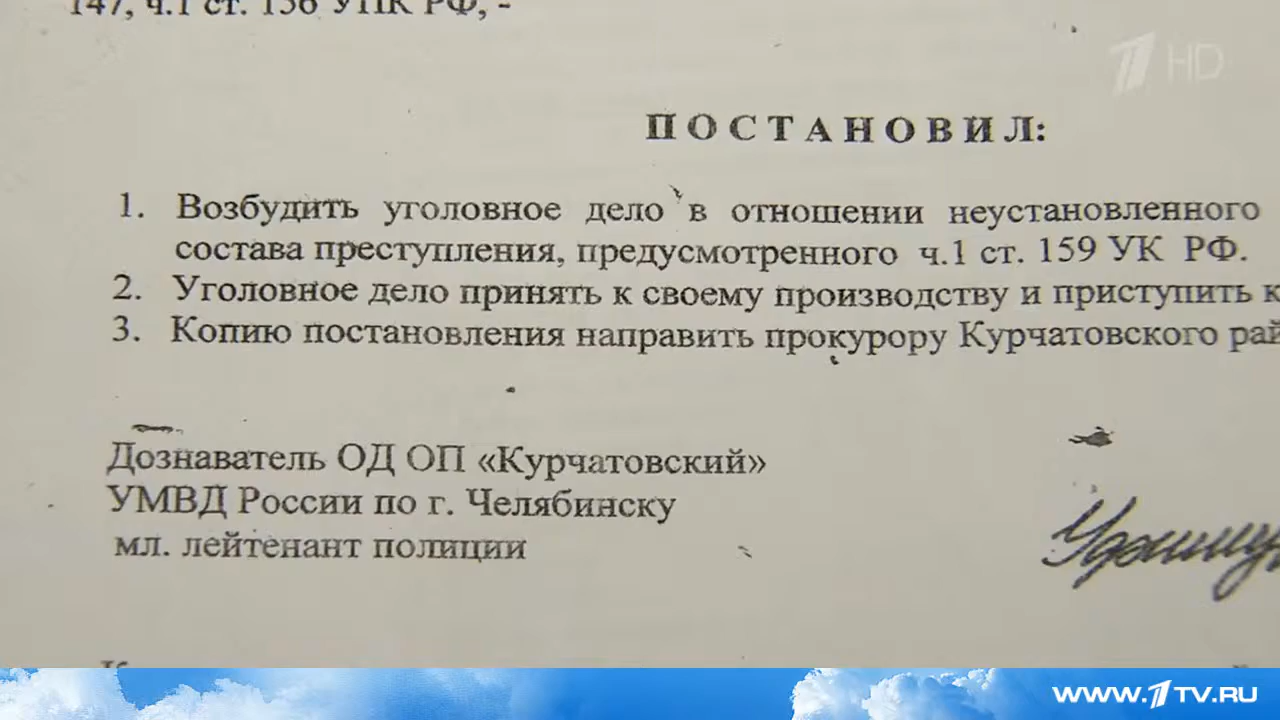 147, ч.1 ст. 156 УПК РФ, -
1 HD
ПОСТАНОВИЛ:
1. Возбудить уголовное дело в отношении неустановленного
состава преступления, предусмотренного ч.1 ст. 159 УК РФ.
2. Уголовное дело принять к своему производству и приступить к
3. Копию постановления направить прокурору Курчатовского рай
Дознаватель ОД ОП «Курчатовский»
УМВД России по г. Челябинску
мл. лейтенант полиции
WWW.1TV.RU